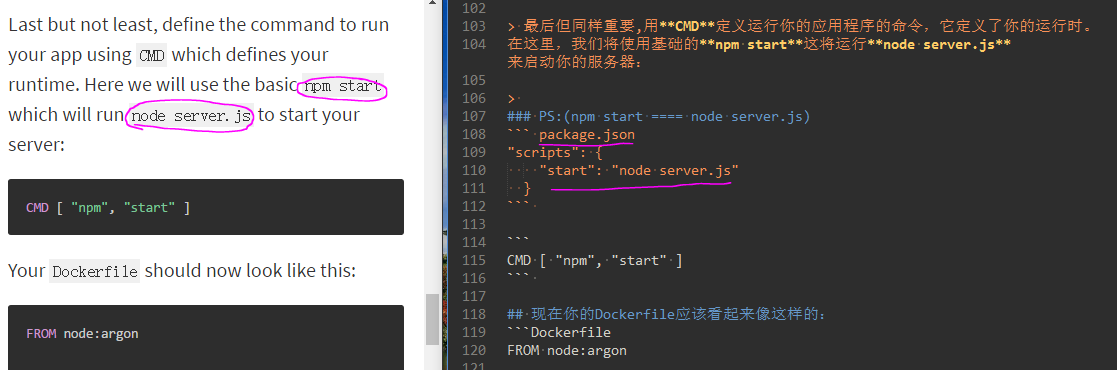 Last but not least, define the command to run
your app using CMD which defines your
runtime. Here we will use the basic npm start
which will run node server.js to start your
server:
CMD [ "npm", "start" ]
Your Dockerfile should now look like this:
FROM node:argon
102
103 > 最后但同样重要,用**CMD**定义运行你的应用程序的命令，它定义了你的运行时。
104 在这里，我们将使用基础的**npm start**这将运行**node server.js**
来启动你的服务器：
105
106 >
107 ### PS:(npm start ==== node server.js)
108 ``` package.json
109 "scripts": {
110 "start": "node server.js"
111 }
112 ```
113
114 ```
115 CMD [ "npm", "start" ]
116 ```
117
118 ## 现在你的Dockerfile应该看起来像这样的：
119 ```Dockerfile
120 FROM node:argon
121